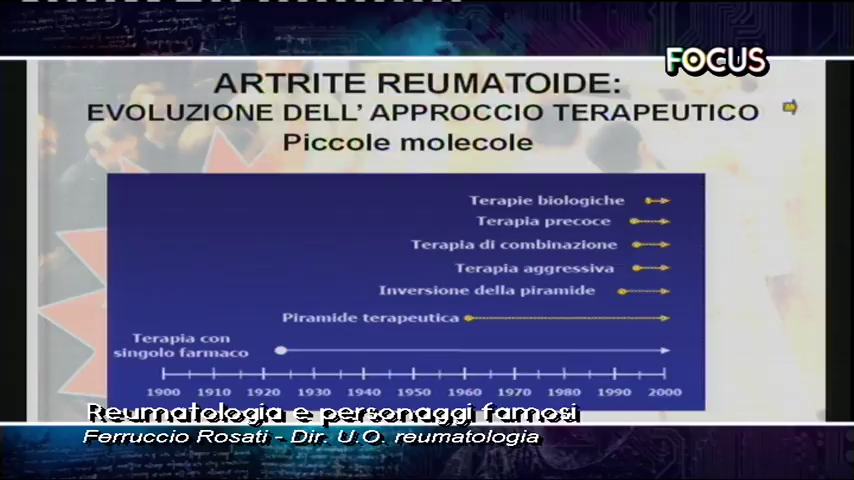 FOCUS
ARTRITE REUMATOIDE:
EVOLUZIONE DELL' APPROCCIO TERAPEUTICO
Piccole molecole
Terapie biologiche
Terapia precoce
Terapia di combinazione
Terapia aggressiva
Inversione della piramide
Piramide terapeutica
Terapia con
singolo farmaco
1900 1910 1920 1930 1940 1950 1960 1970 1980 1990 2000
Reumatologia e personaggi famosi
Ferruccio Rosati - Dir. U.O. reumatologia